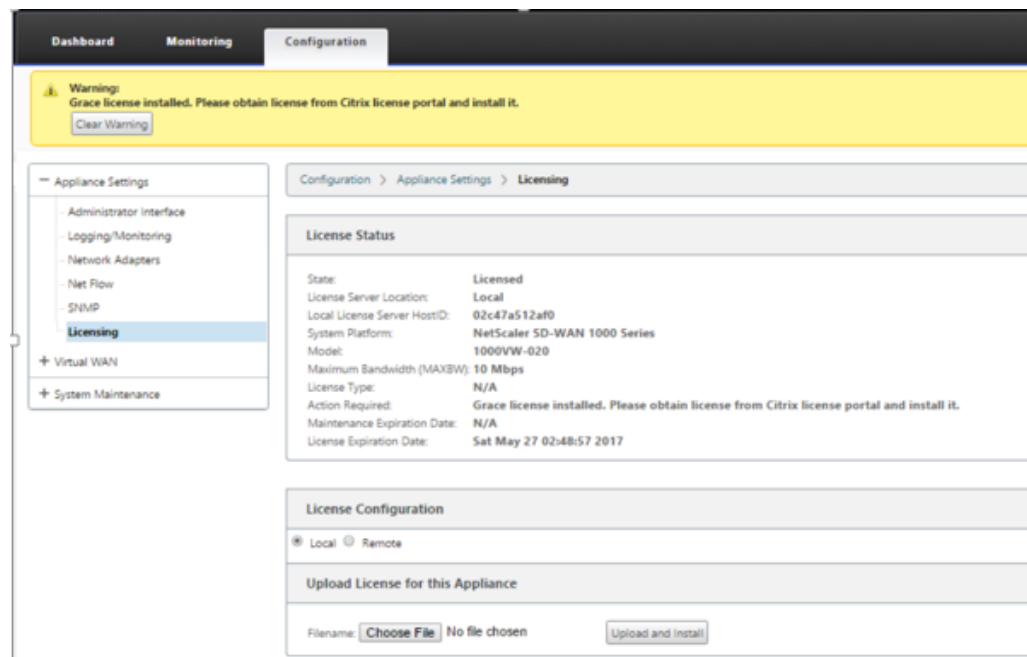 Dashboard Monitoring Configuration
Warning:
Grace license installed. Please obtain license from Citrix license portal and install it.
Clear Warning
Appliance Settings
Administrator Interface
Logging/Monitoring
Network Adapters
Net Flow
SNMP
Licensing
Virtual WAN
System Maintenance
Configuration > Appliance Settings > Licensing
License Status
State: Licensed
License Server Location: Local
Local License Server HostID: 02c47a512af0
System Platform: NetScaler SD-WAN 1000 Series
Model: 1000VW-020
Maximum Bandwidth (MAXBW): 10 Mbps
License Type: N/A
Action Required: Grace license installed. Please obtain license from Citrix license portal and install it.
Maintenance Expiration Date: N/A
License Expiration Date: Sat May 27 02:48:57 2017
License Configuration
Local Remote
Upload License for this Appliance
Filename: Choose File No file chosen Upload and Install